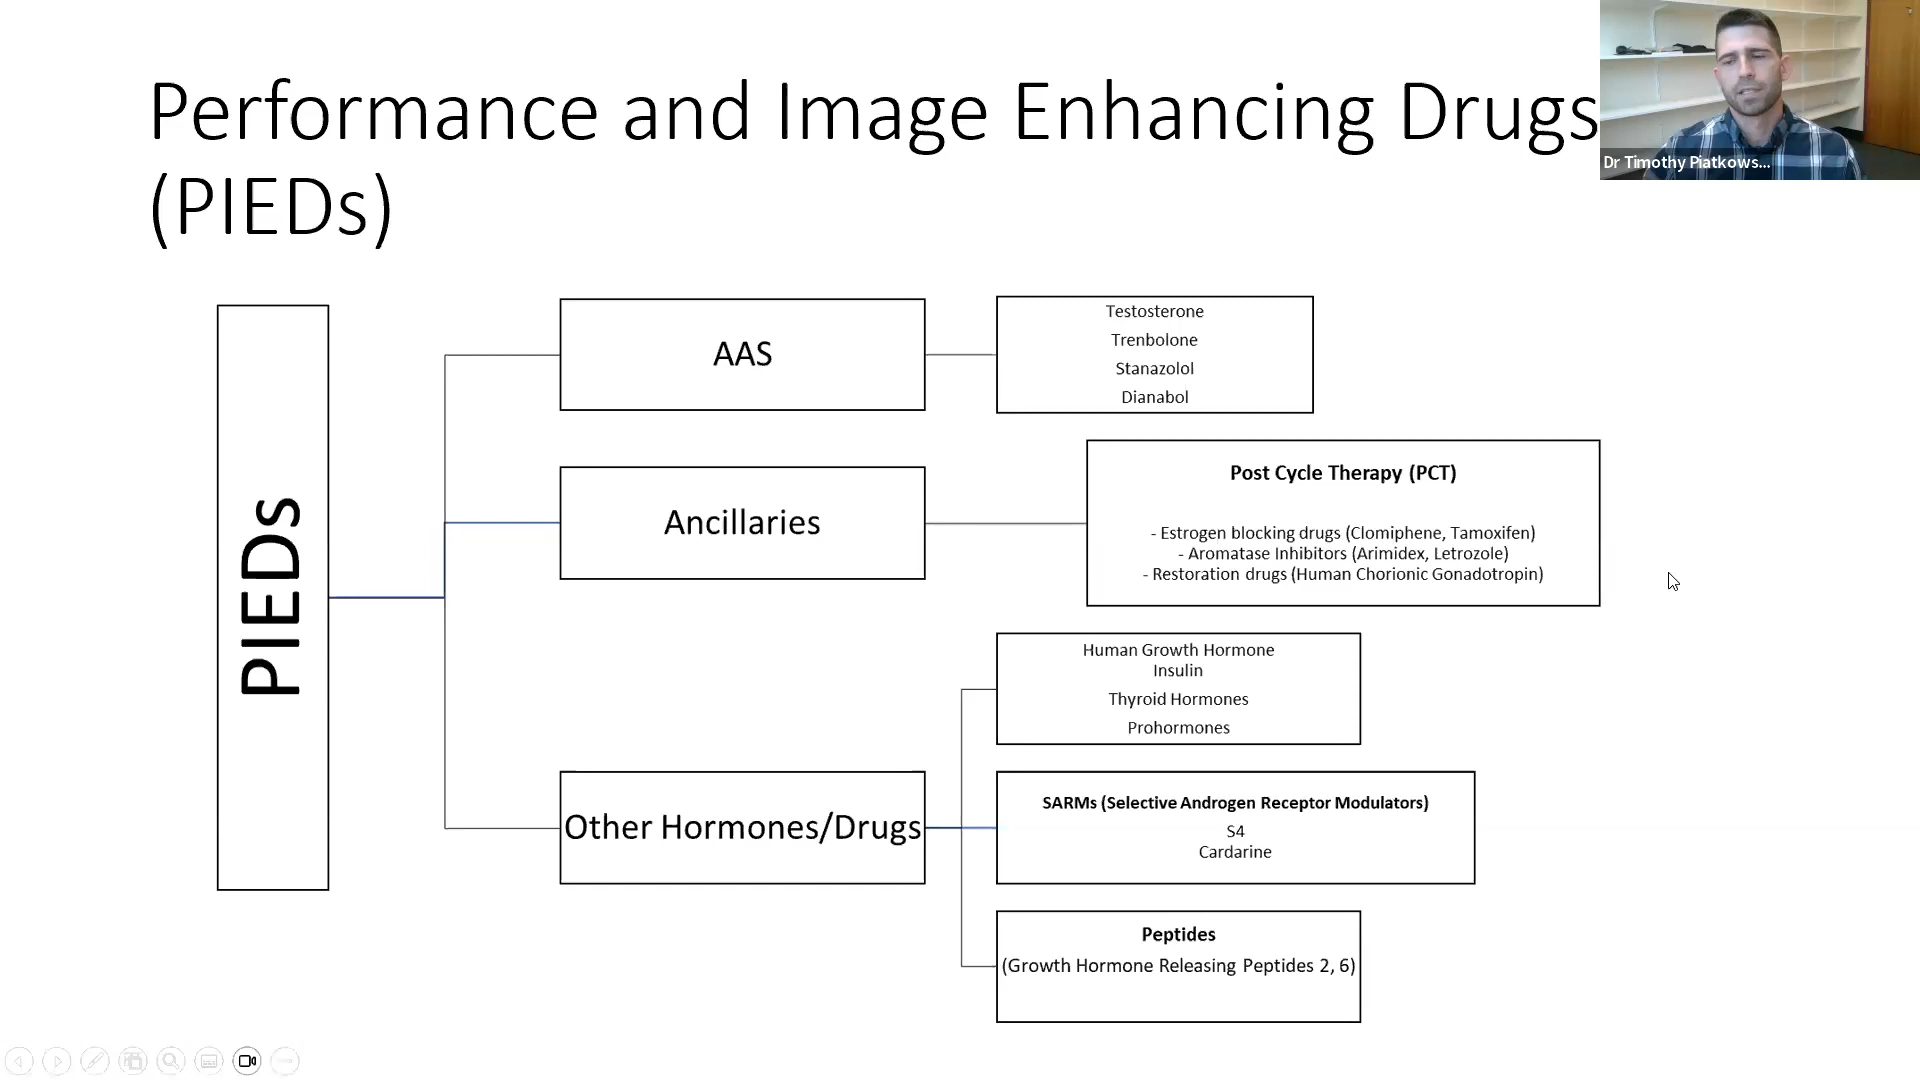 Performance and Image Enhancing Drugs
(PIEDs)
Dr Timothy Piatkows...
PIEDs
AAS
Testosterone
Trenbolone
Stanazolol
Dianabol
Ancillaries
Post Cycle Therapy (PCT)
- Estrogen blocking drugs (Clomiphene, Tamoxifen)
- Aromatase Inhibitors (Arimidex, Letrozole)
- Restoration drugs (Human Chorionic Gonadotropin)
Other Hormones/Drugs
Human Growth Hormone
Insulin
Thyroid Hormones
Prohormones
SARMs (Selective Androgen Receptor Modulators)
S4
Cardarine
Peptides
(Growth Hormone Releasing Peptides 2, 6)